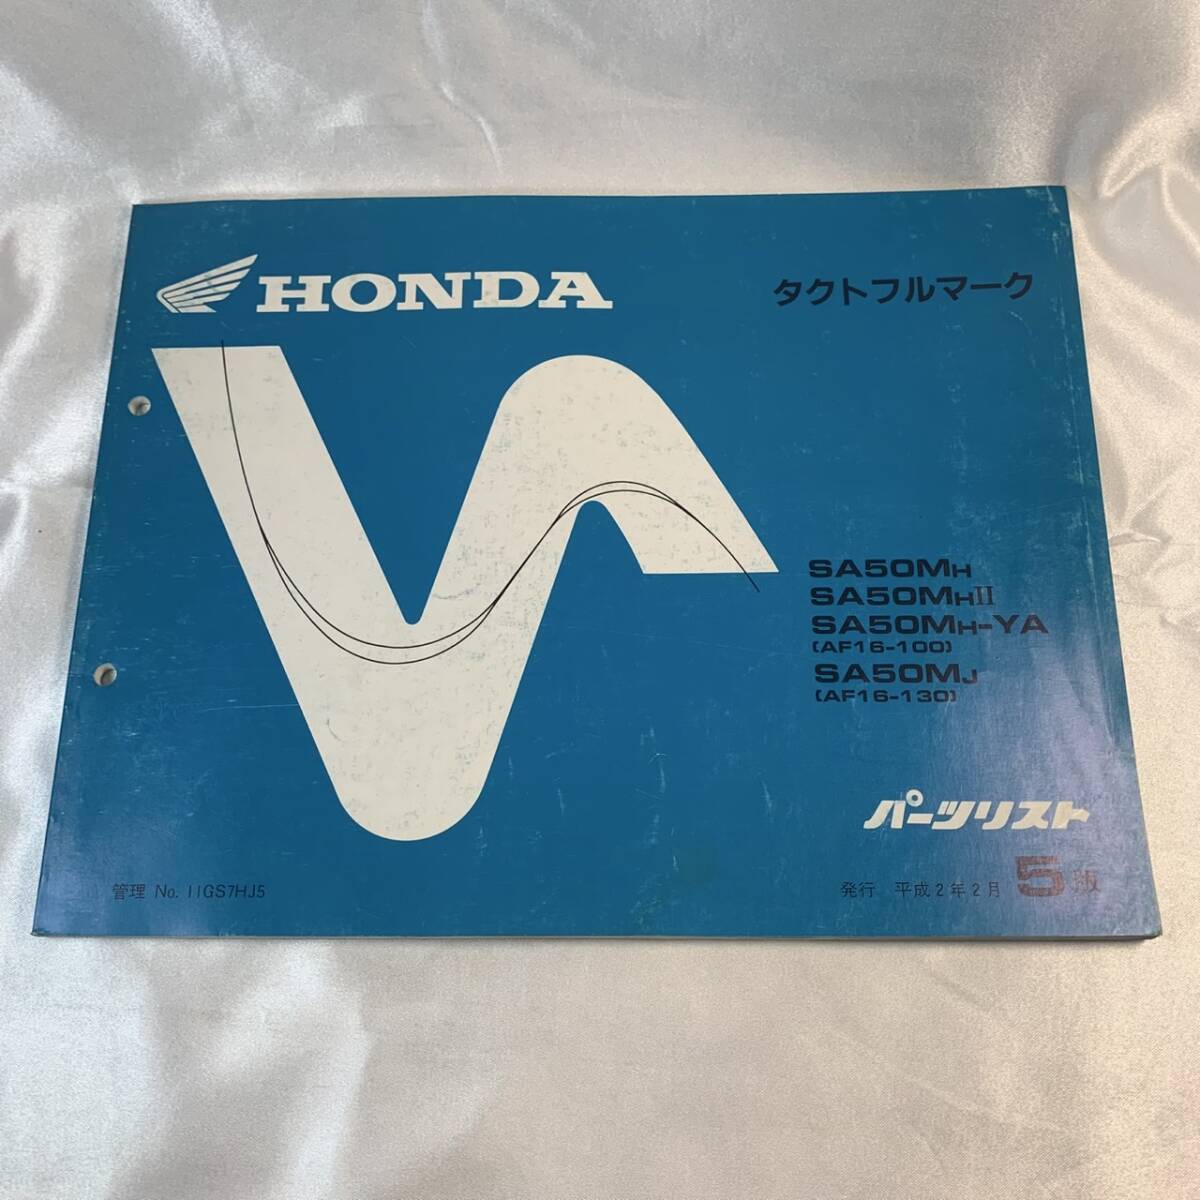 HONDA
タクトフルマーク
SA50MH
SA50MHII
SA50MH-YA
(AF16-100)
SA50MJ
(AF16-130)
パーツリスト
管理 No. 11GS7HJ5
発行 平成2年2月 5版